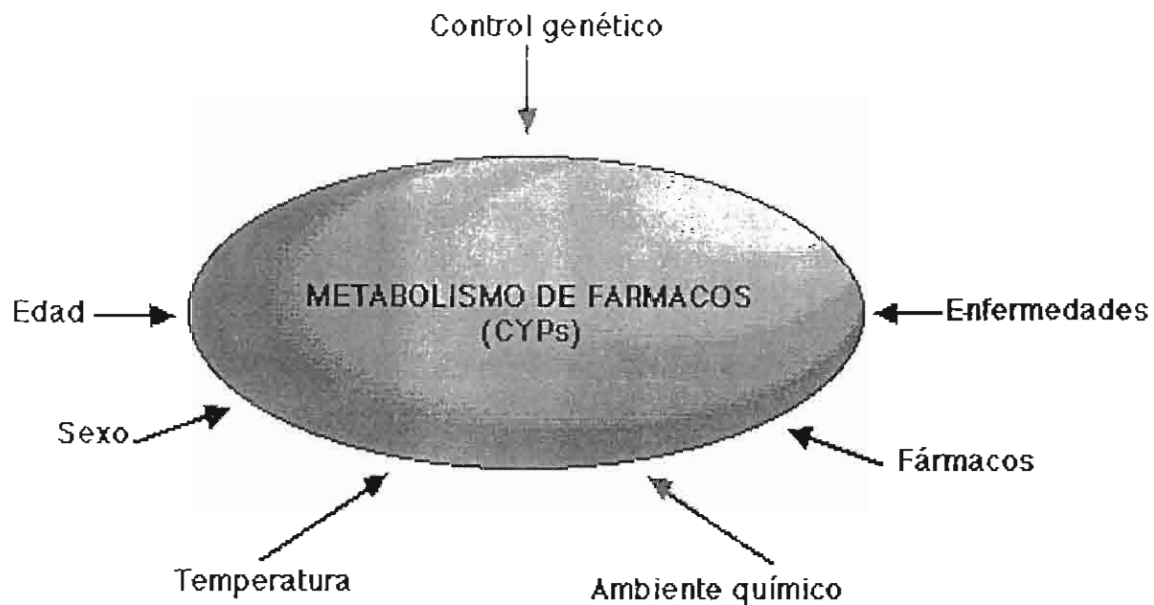 Control genético
METABOLISMO DE FARMACOS
(CYPs)
Edad
Enfermedades
Sexo
Fármacos
Temperatura
Ambiente químico